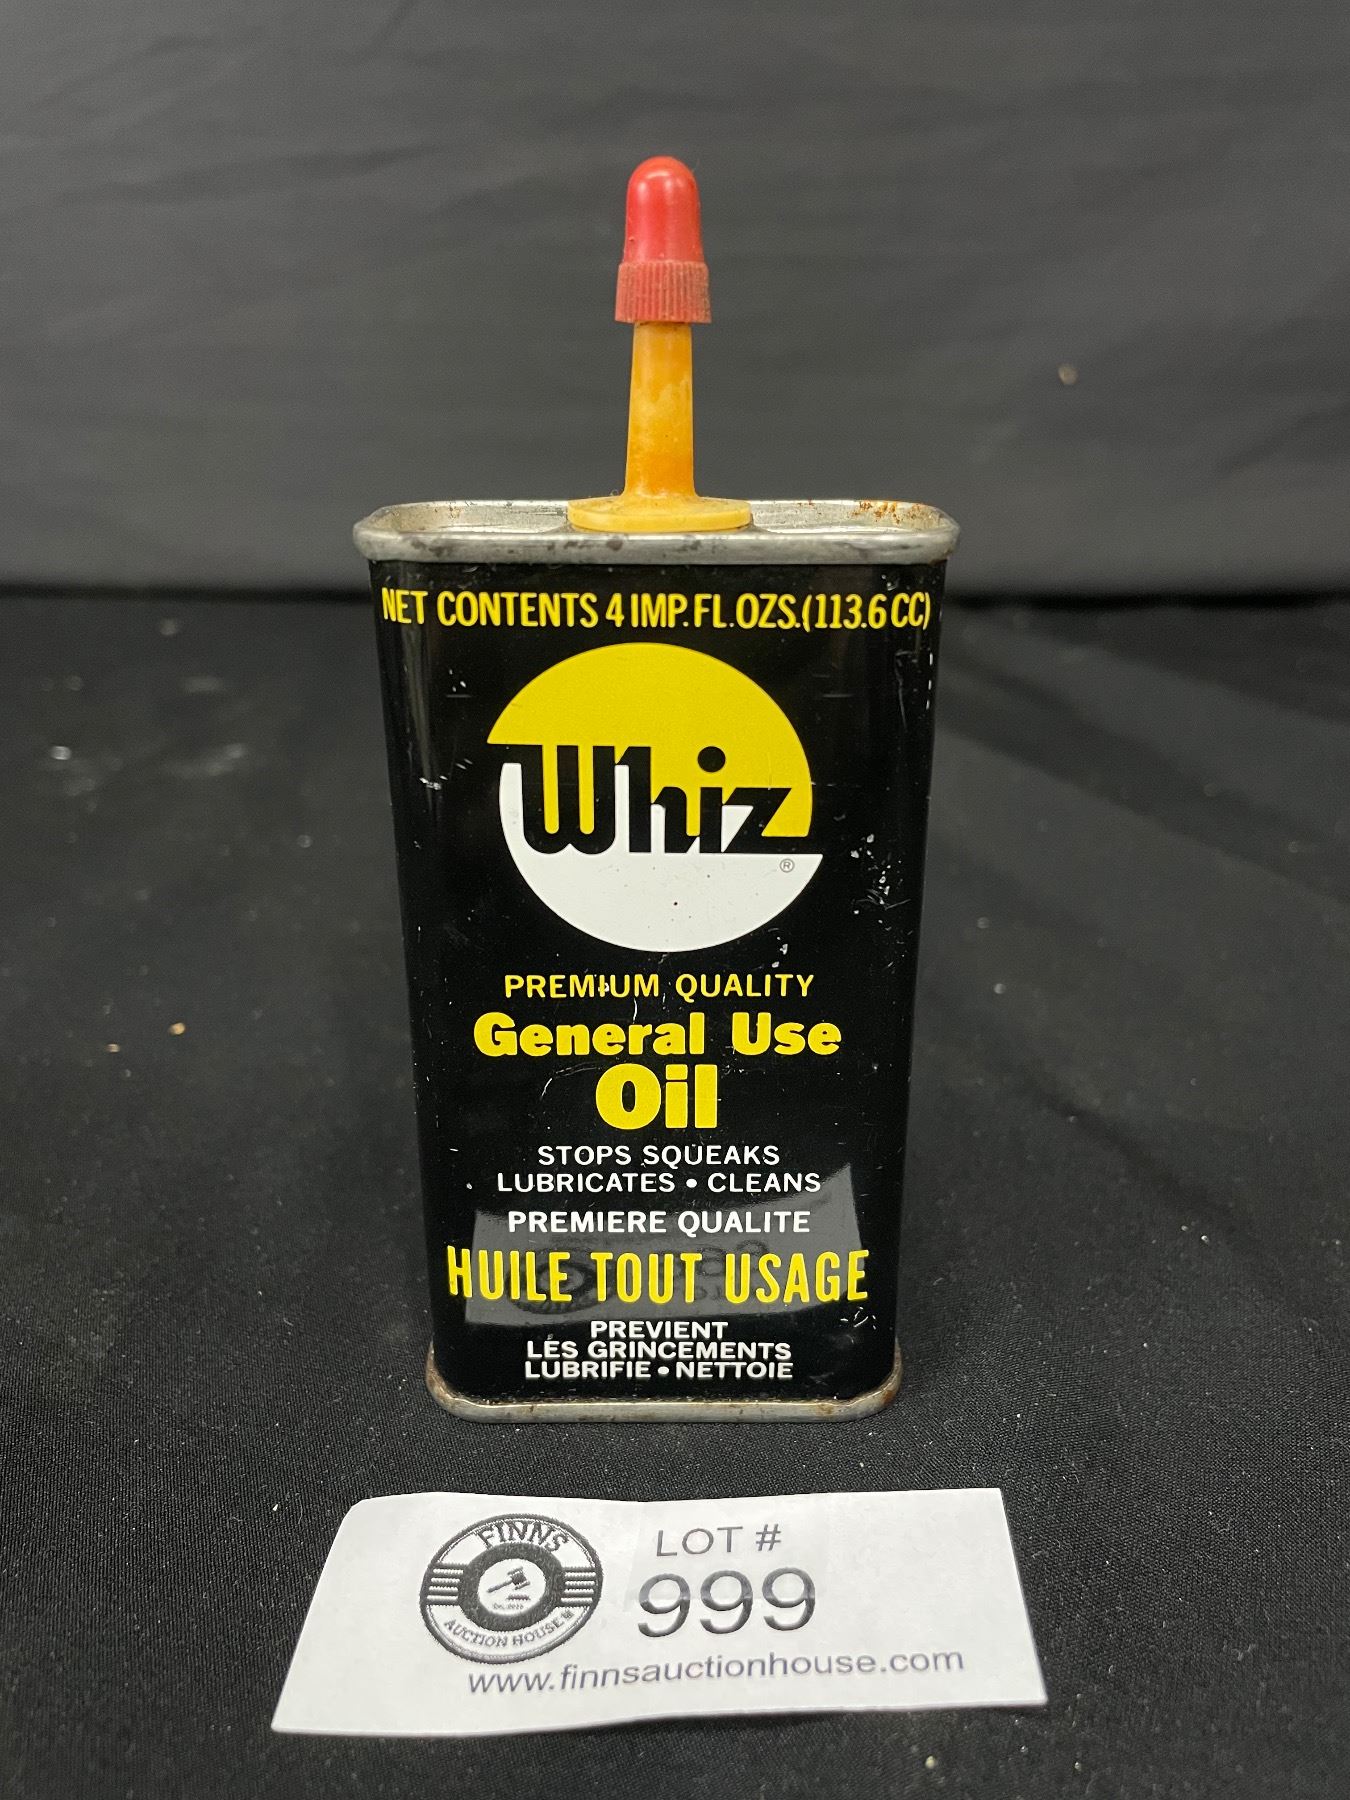 NET CONTENTS 4 IMP. FL. OZS. (113.6 CC)
Whiz
®
PREMIUM QUALITY
General Use
Oil
STOPS SQUEAKS
LUBRICATES • CLEANS
PREMIERE QUALITE
HUILE TOUT USAGE
PREVIENT
LES GRINCEMENTS
LUBRIFIE • NETTOIE
FINNS
AUCTION HOUSE
LOT #
999
www.finnsauctionhouse.com